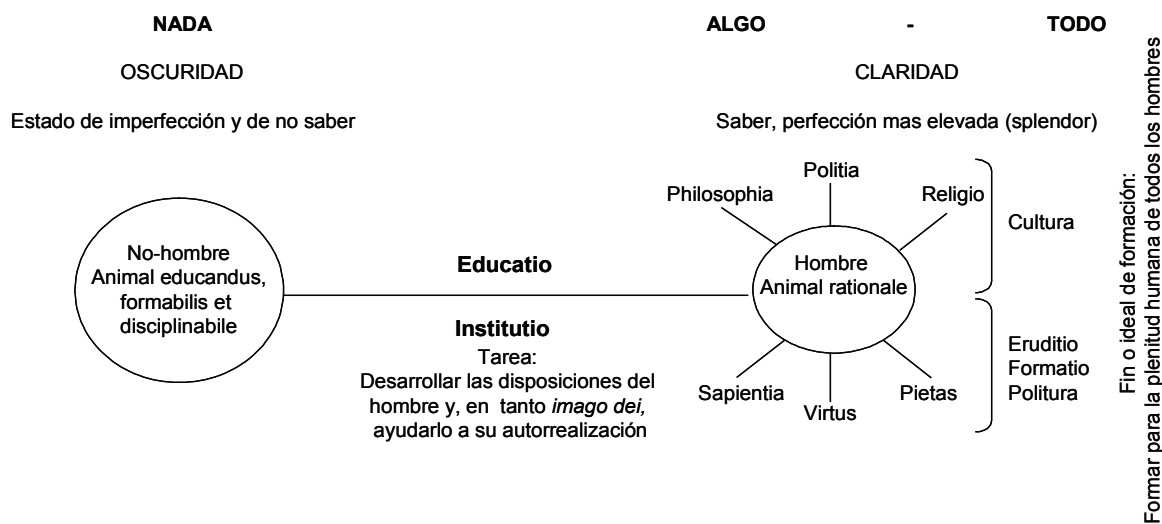 NADA
ALGO - TODO
OSCURIDAD
CLARIDAD
Estado de imperfección y de no saber
Saber, perfección mas elevada (splendor)
No-hombre
Animal educandus,
formabilis et
disciplinabile
Educatio
Institutio
Tarea:
Desarrollar las disposiciones del
hombre y, en tanto imago dei,
ayudarlo a su autorrealización
Philosophia
Politia
Religio
Hombre
Animal rationale
Sapientia
Virtus
Pietas
Cultura
Eruditio
Formatio
Politura
Fin o ideal de formación:
Formar para la plenitud humana de todos los hombres